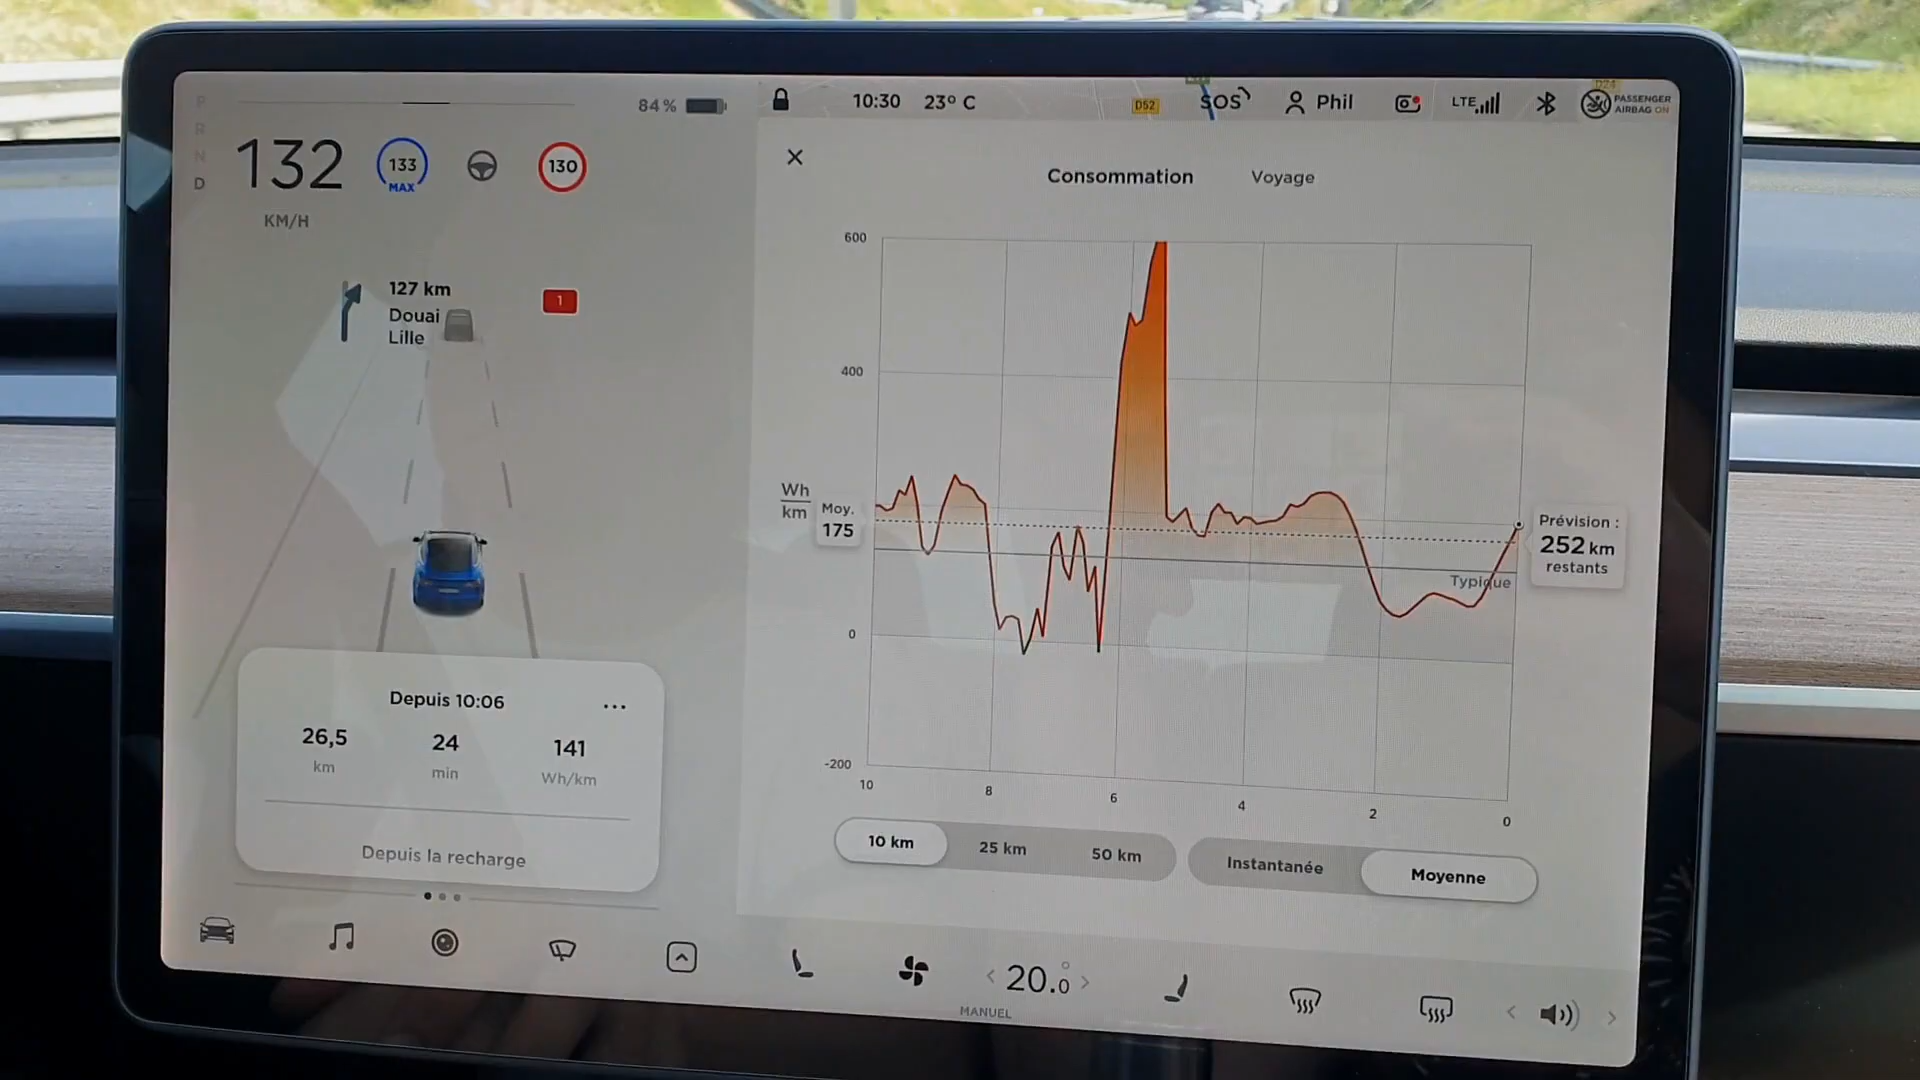 P
R
N
D
132
KM/H
133
MAX
130
84 %
10:30
23° C
D52
SOS
Phil
LTE
D24
PASSENGER
AIRBAG ON
127 km
Douai
Lille
1
Consommation
Voyage
600
400
0
-200
Wh
km
Moy.
175
Prévision :
252 km
restants
Typique
10
8
6
4
2
0
10 km
25 km
50 km
Instantanée
Moyenne
Depuis 10:06
...
26,5
24
141
km
min
Wh/km
Depuis la recharge
< 20.0° >
MANUEL
< >